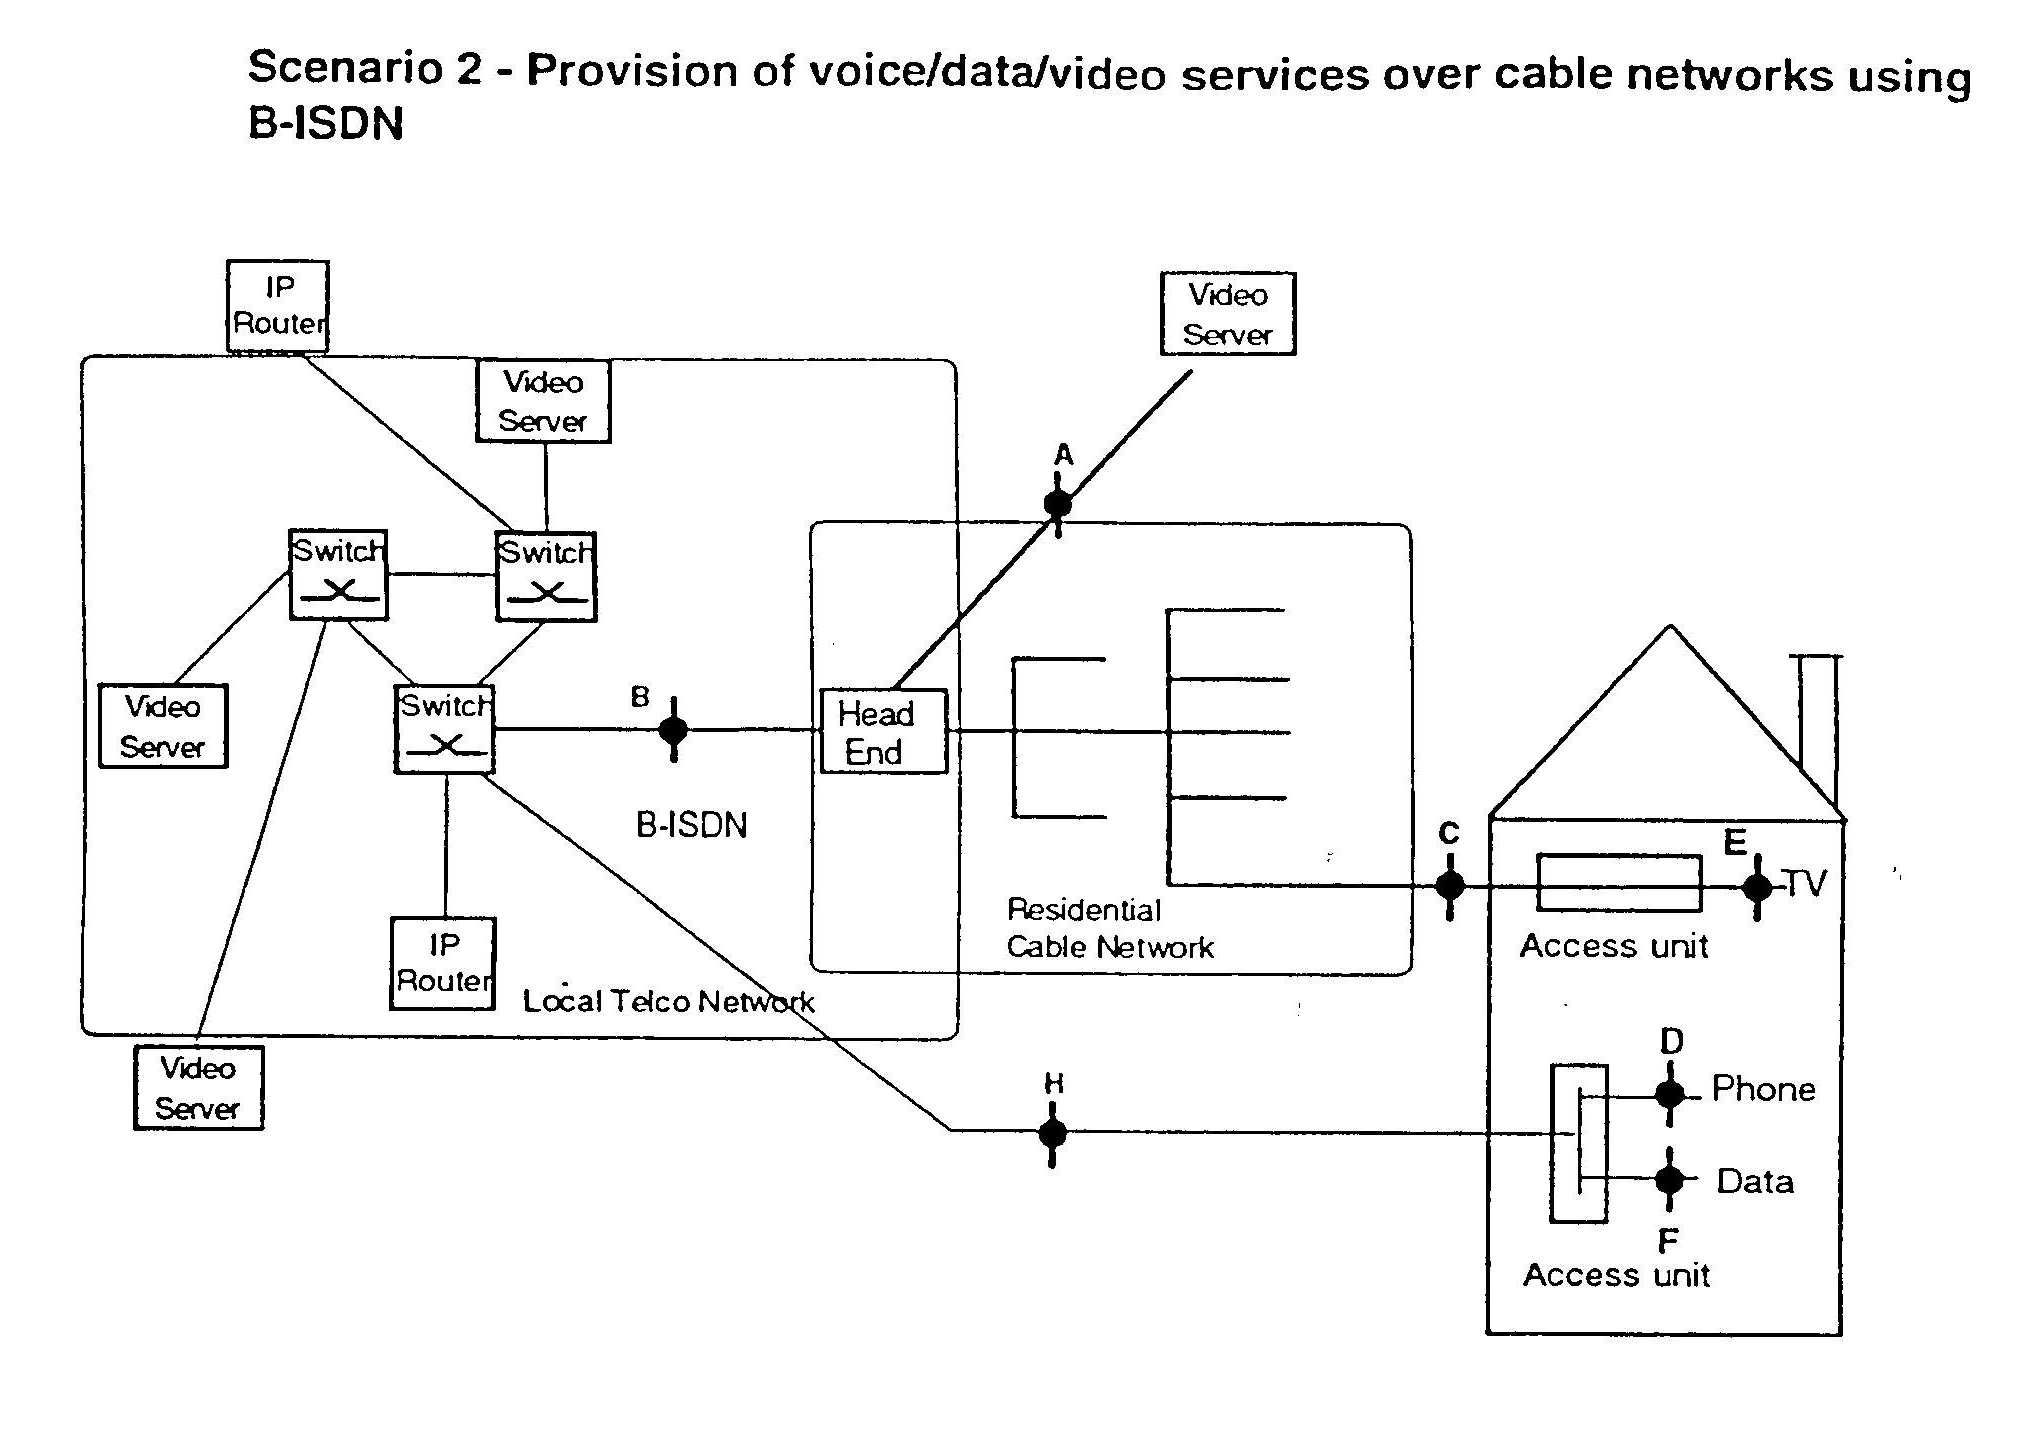 Scenario 2 - Provision of voice/data/video services over cable networks using
B-ISDN
IP
Router
Video
Server
Video
Server
A
Switch
Switch
Video
Server
Switch
B
Head
End
B-ISDN
C
E
TV
Access unit
Residential
Cable Network
IP
Router
Local Telco Network
Video
Server
H
D
Phone
Data
F
Access unit